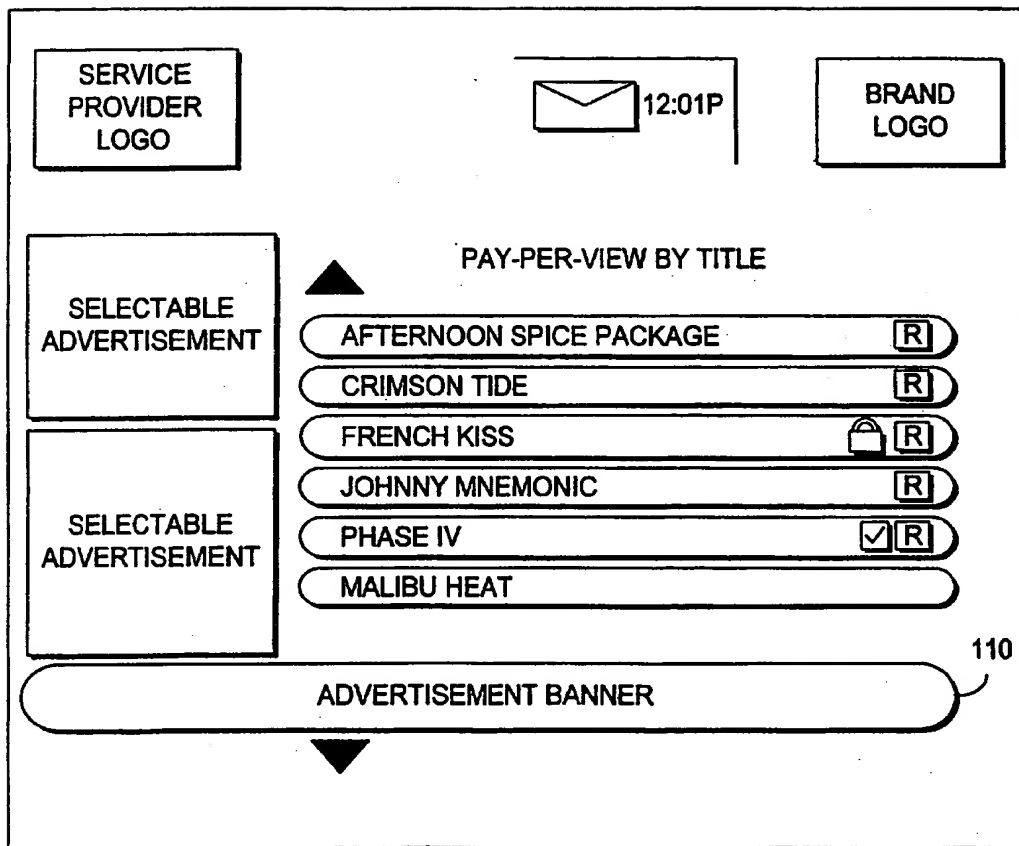 SERVICE
PROVIDER
LOGO
12:01P
BRAND
LOGO
SELECTABLE
ADVERTISEMENT
PAY-PER-VIEW BY TITLE
AFTERNOON SPICE PACKAGE R
CRIMSON TIDE R
FRENCH KISS R
JOHNNY MNEMONIC R
PHASE IV R
MALIBU HEAT
SELECTABLE
ADVERTISEMENT
110
ADVERTISEMENT BANNER